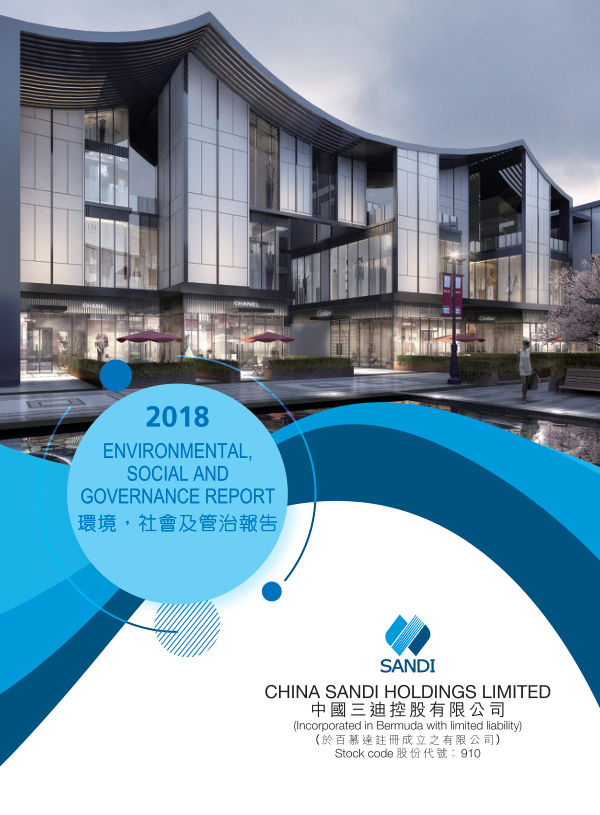 CHANEL
CHANEL
Cartier
Cartier
2018
ENVIRONMENTAL,
SOCIAL AND
GOVERNANCE REPORT
環境，社會及管治報告
SANDI
CHINA SANDI HOLDINGS LIMITED
中國三迪控股有限公司
(Incorporated in Bermuda with limited liability)
(於百慕達註冊成立之有限公司)
Stock code 股份代號：910